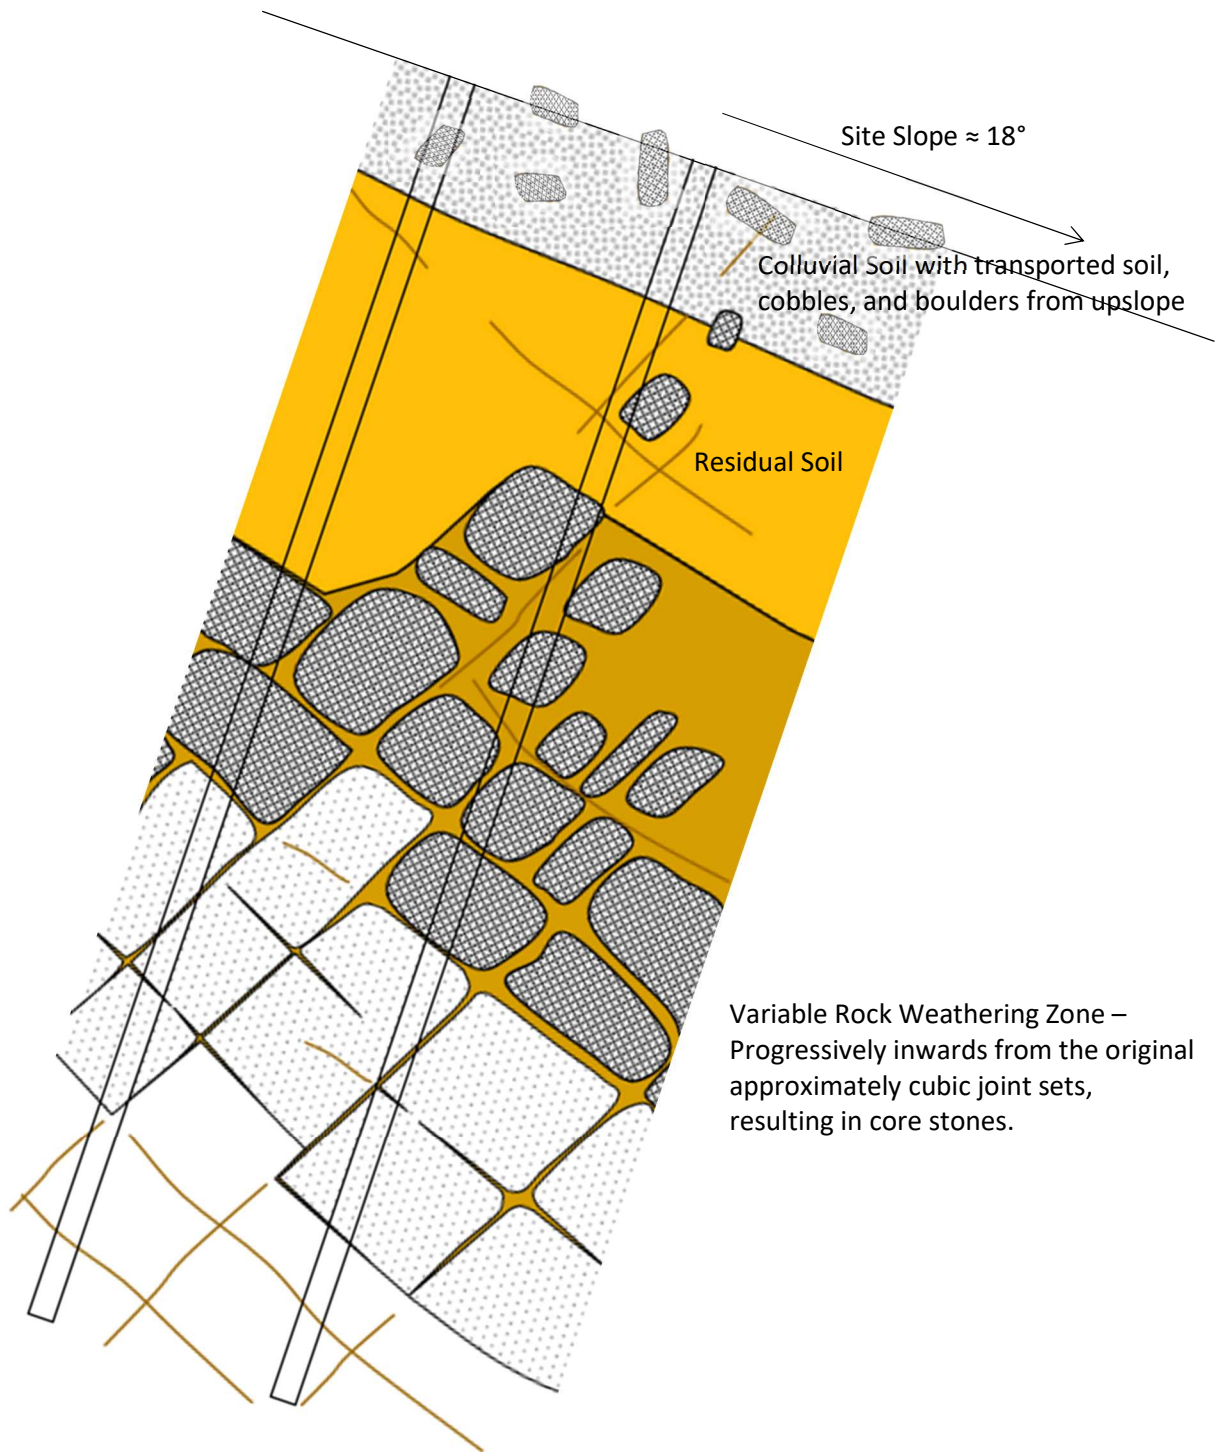 Site Slope ≈ 18°
Colluvial Soil with transported soil,
cobbles, and boulders from upslope
Residual Soil
Variable Rock Weathering Zone –
Progressively inwards from the original
approximately cubic joint sets,
resulting in core stones.